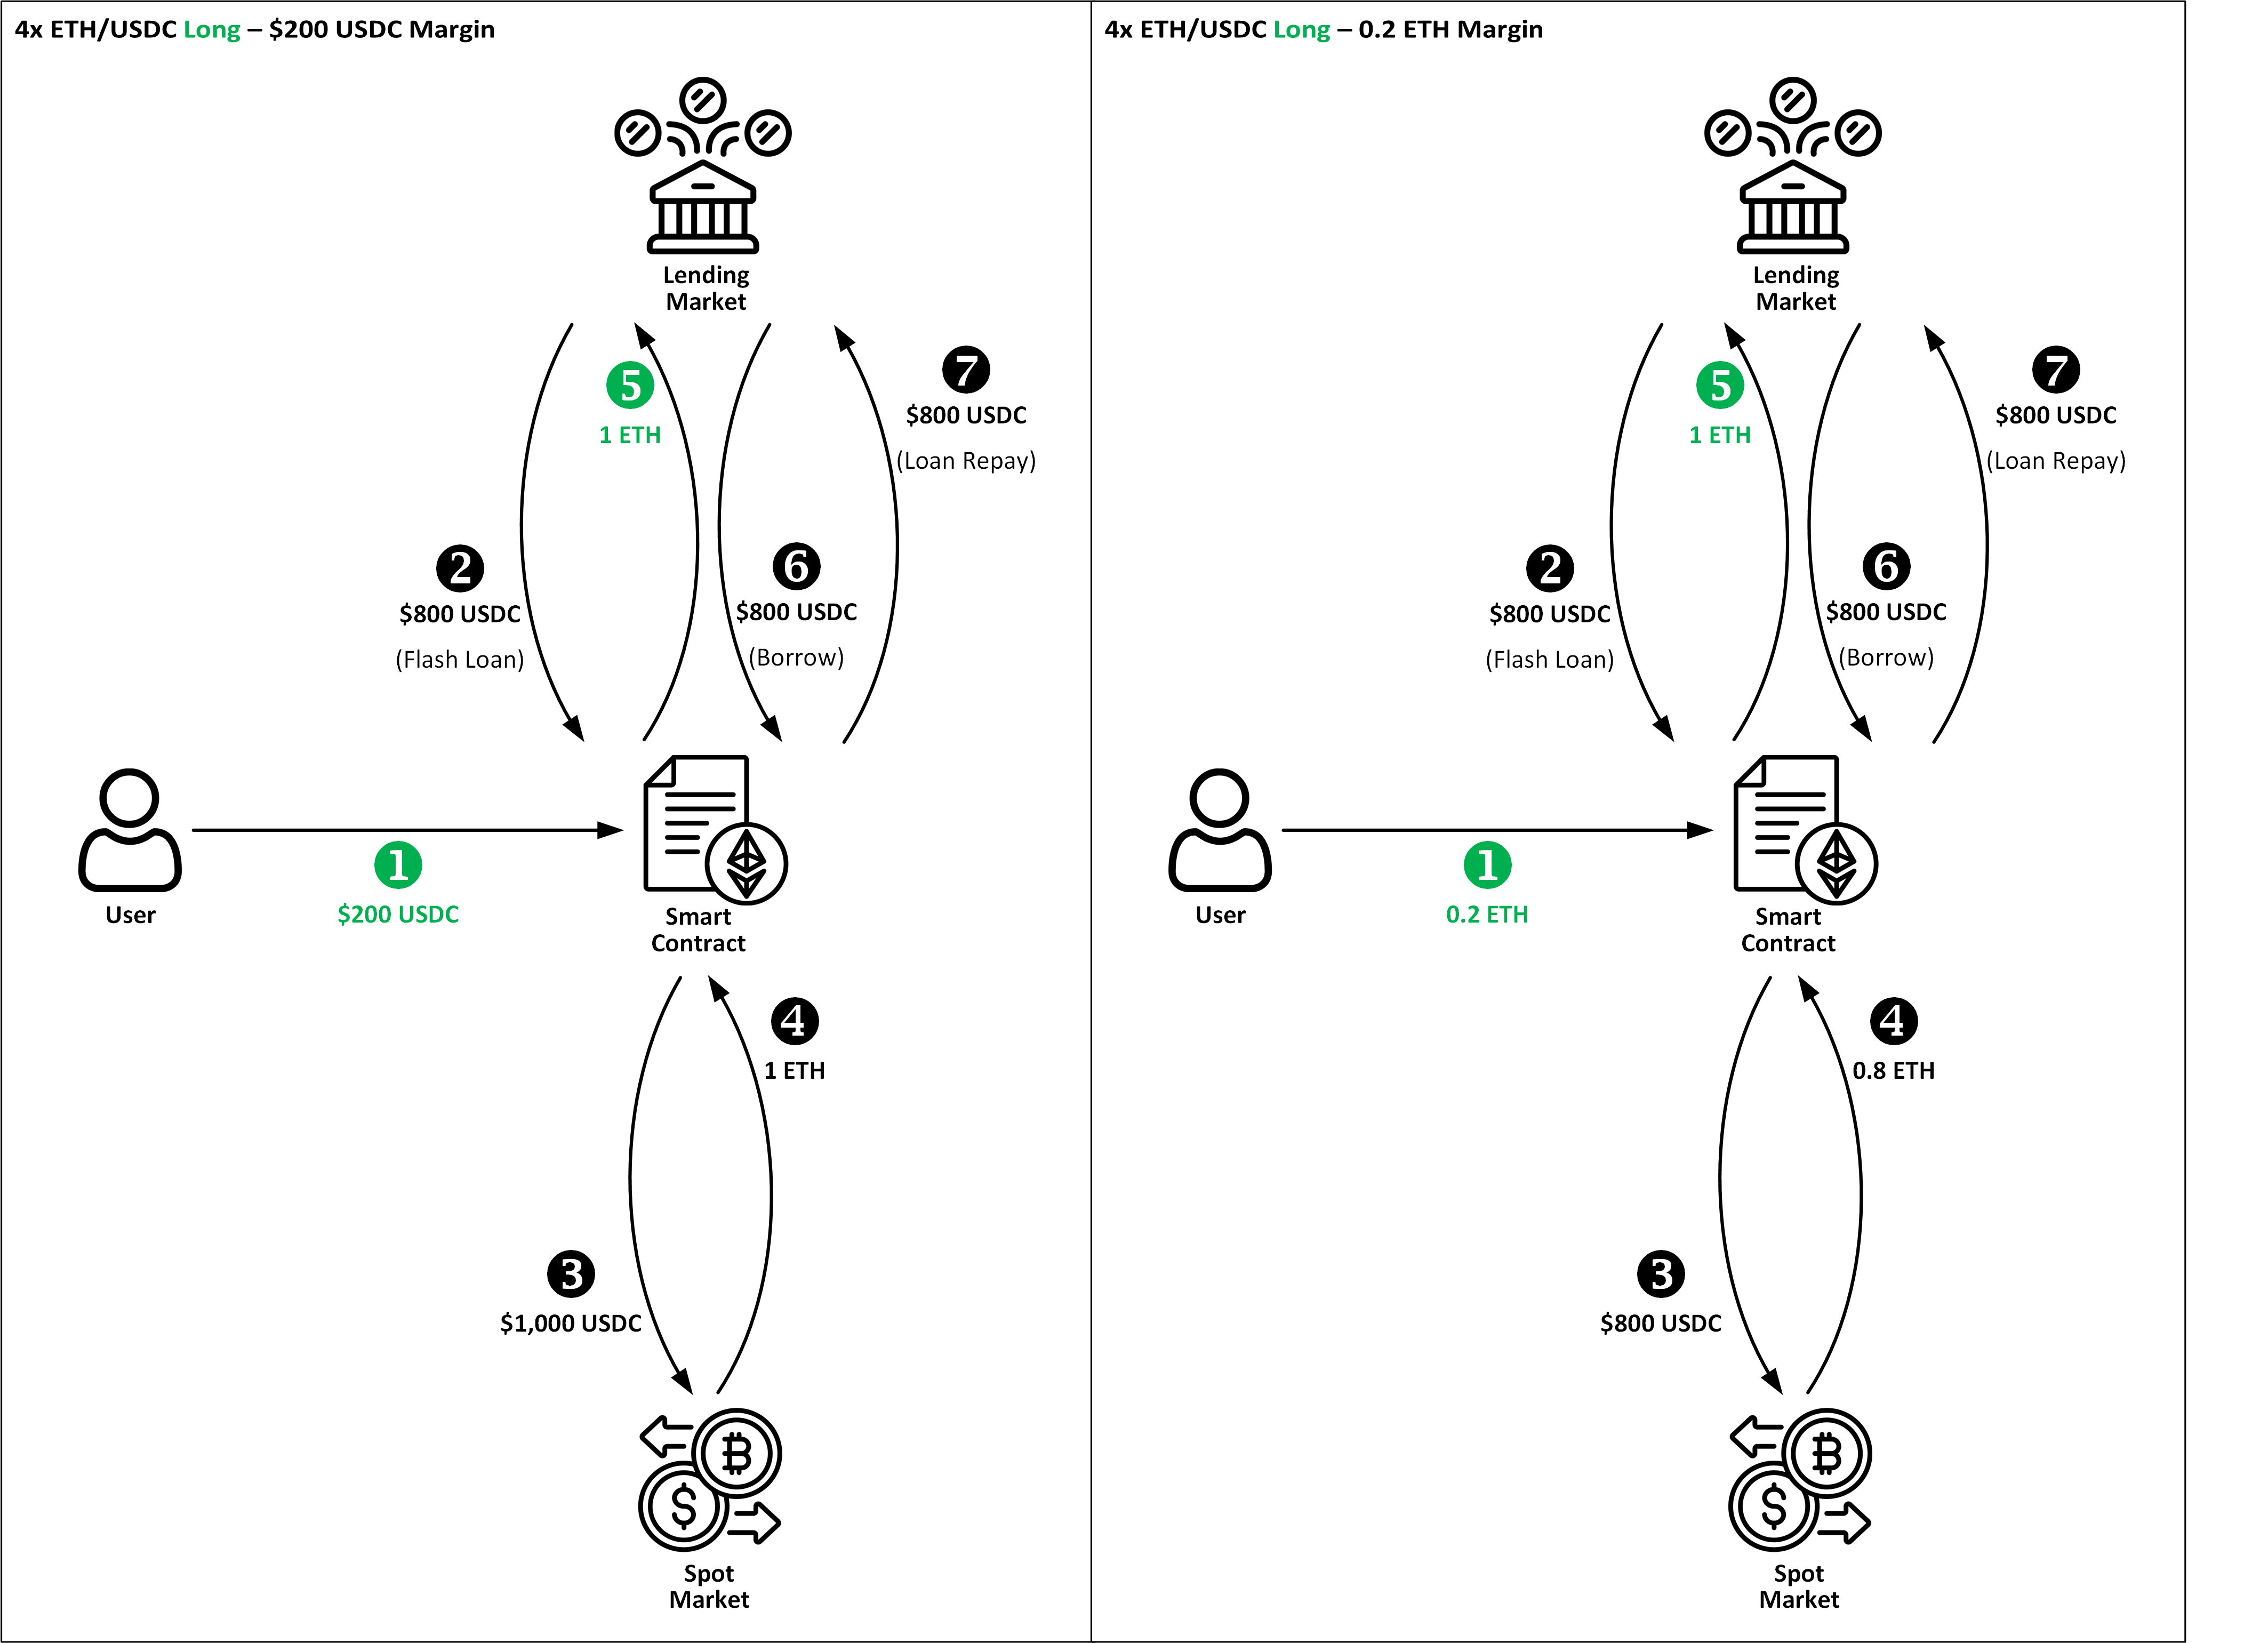 4x ETH/USDC Long – $200 USDC Margin
Lending
Market
5
1 ETH
7
$800 USDC
(Loan Repay)
2
$800 USDC
(Flash Loan)
6
$800 USDC
(Borrow)
1
$200 USDC
User
Smart
Contract
4
1 ETH
3
$1,000 USDC
Spot
Market
4x ETH/USDC Long – 0.2 ETH Margin
Lending
Market
5
1 ETH
7
$800 USDC
(Loan Repay)
2
$800 USDC
(Flash Loan)
6
$800 USDC
(Borrow)
1
0.2 ETH
User
Smart
Contract
4
0.8 ETH
3
$800 USDC
Spot
Market